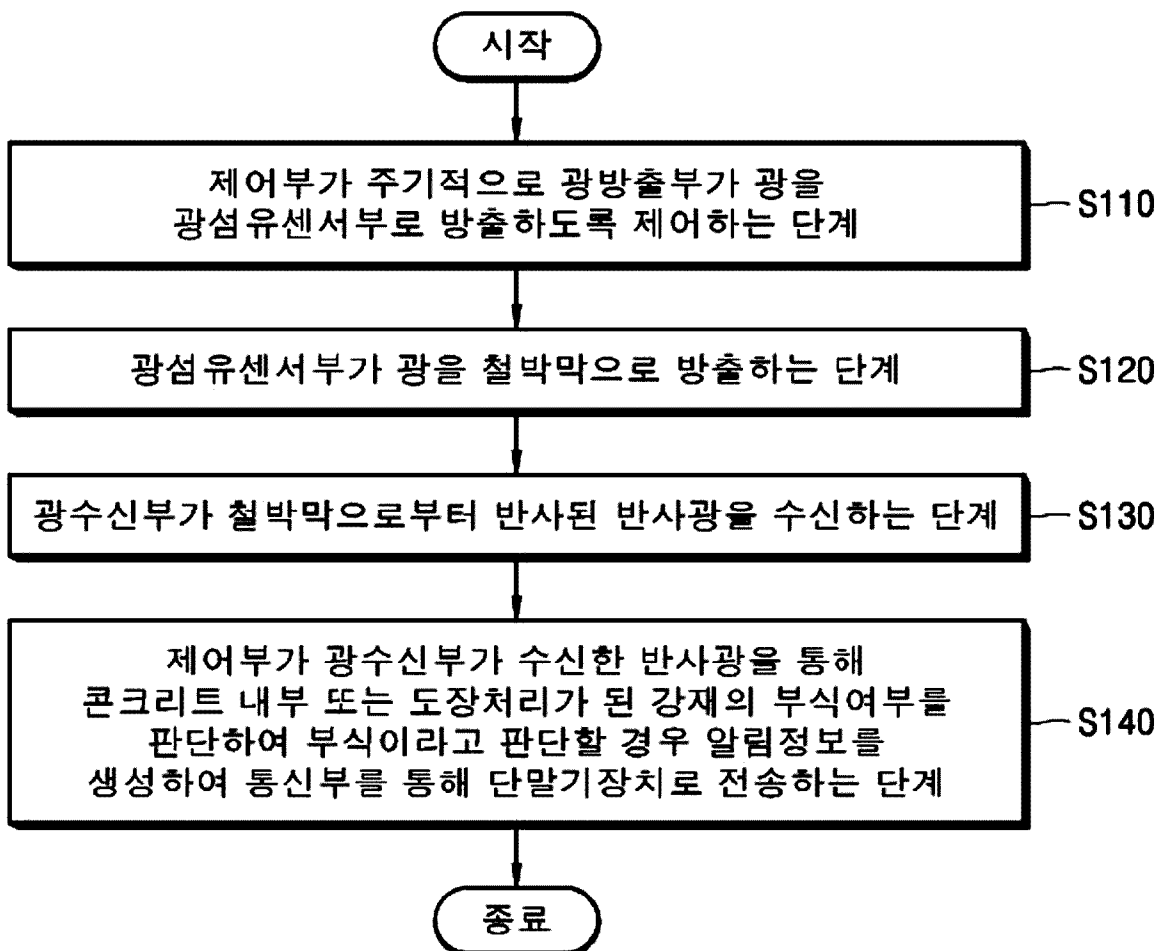 시작
제어부가 주기적으로 광방출부가 광을
광섬유센서부로 방출하도록 제어하는 단계
S110
광섬유센서부가 광을 철박막으로 방출하는 단계
S120
광수신부가 철박막으로부터 반사된 반사광을 수신하는 단계
S130
제어부가 광수신부가 수신한 반사광을 통해
콘크리트 내부 또는 도장처리가 된 강재의 부식여부를
판단하여 부식이라고 판단할 경우 알림정보를
생성하여 통신부를 통해 단말기장치로 전송하는 단계
S140
종료